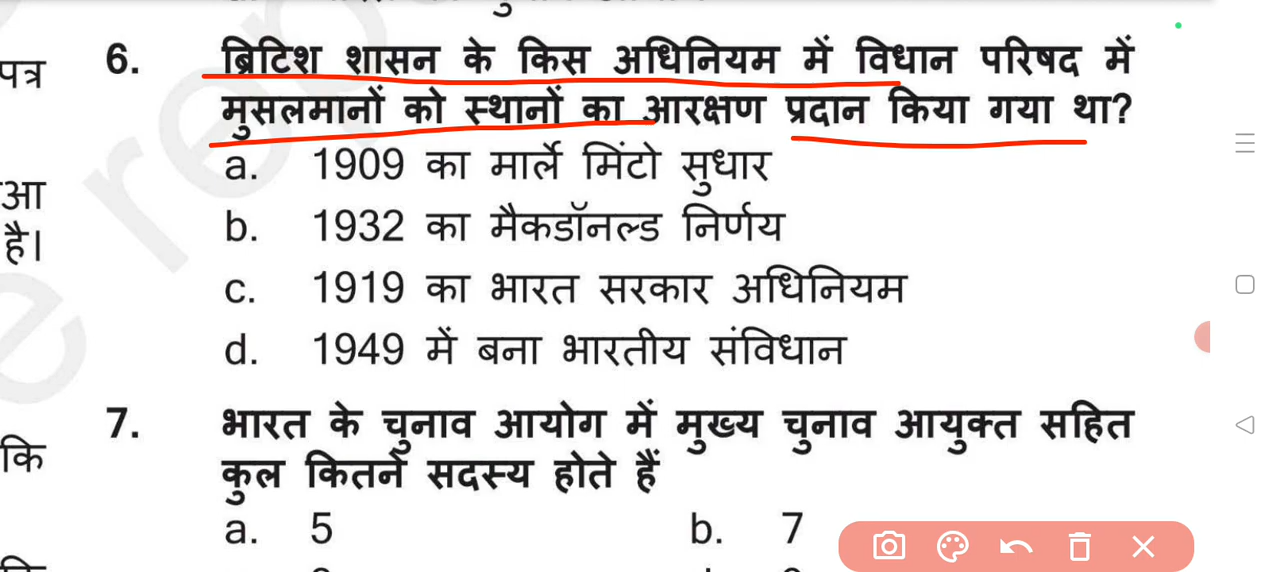 पत्र
आ
है।
कि
6. ब्रिटिश शासन के किस अधिनियम में विधान परिषद में
मुसलमानों को स्थानों का आरक्षण प्रदान किया गया था?
a. 1909 का मार्ले मिंटो सुधार
b. 1932 का मैकडॉनल्ड निर्णय
c. 1919 का भारत सरकार अधिनियम
d. 1949 में बना भारतीय संविधान
7. भारत के चुनाव आयोग में मुख्य चुनाव आयुक्त सहित
कुल कितने सदस्य होते हैं
a. 5 b. 7